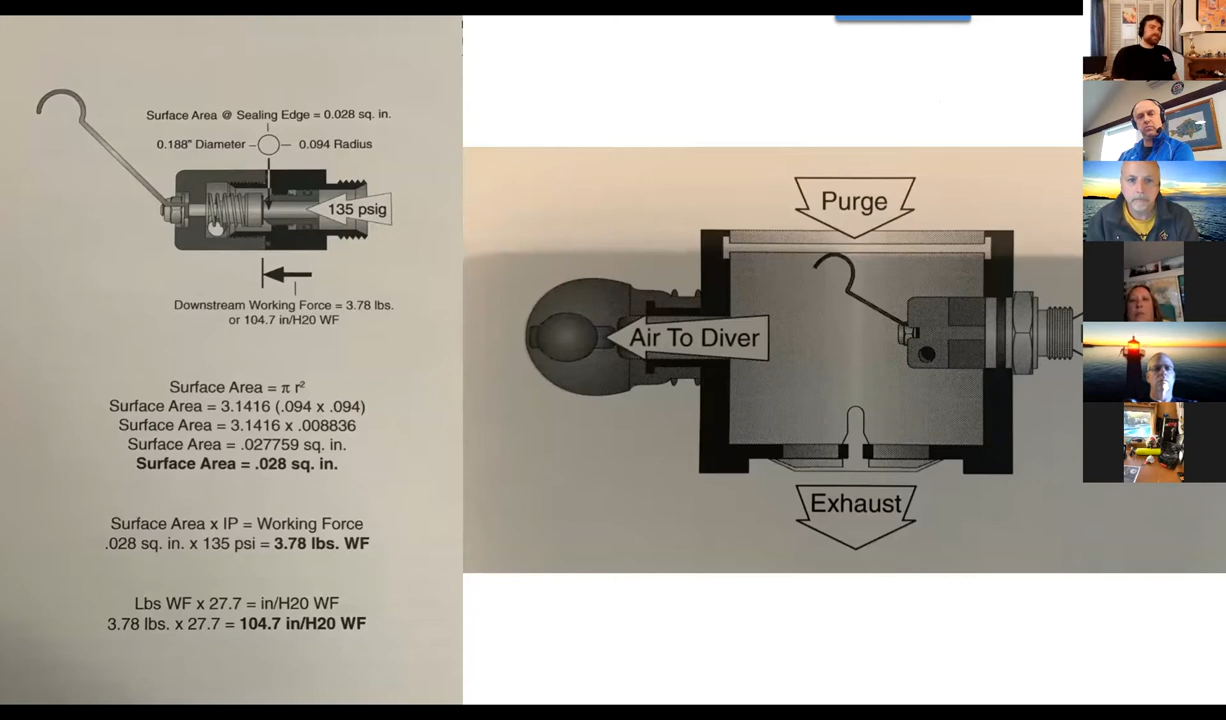 Surface Area @ Sealing Edge = 0.028 sq. in.
0.188" Diameter
0.094 Radius
135 psig
Downstream Working Force = 3.78 lbs.
or 104.7 in/H20 WF
Surface Area = π r²
Surface Area = 3.1416 (.094 x .094)
Surface Area = 3.1416 x .008836
Surface Area = .027759 sq. in.
Surface Area = .028 sq. in.
Surface Area x IP = Working Force
.028 sq. in. x 135 psi = 3.78 lbs. WF
Lbs WF x 27.7 = in/H20 WF
3.78 lbs. x 27.7 = 104.7 in/H20 WF
Purge
Air To Diver
Exhaust